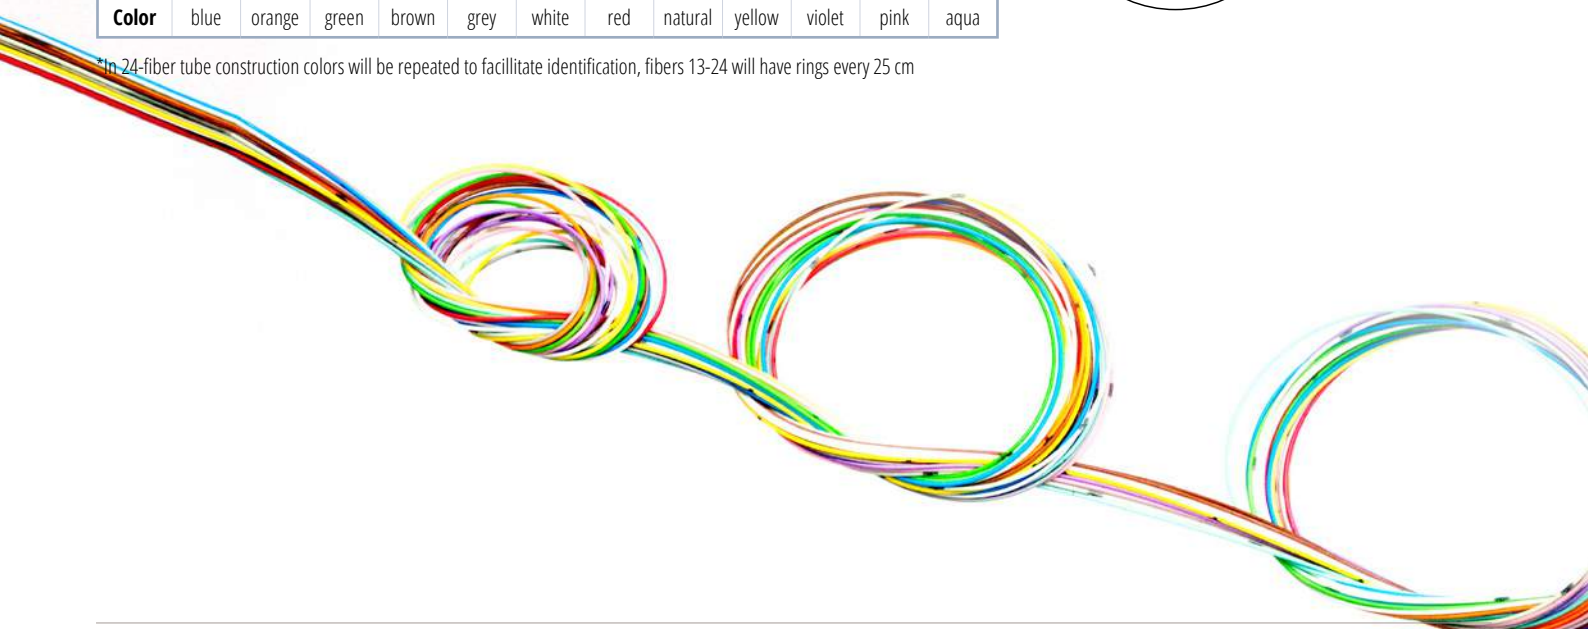 Color blue orange green brown grey white red natural yellow violet pink aqua
*In 24-fiber tube construction colors will be repeated to facillitate identification, fibers 13-24 will have rings every 25 cm